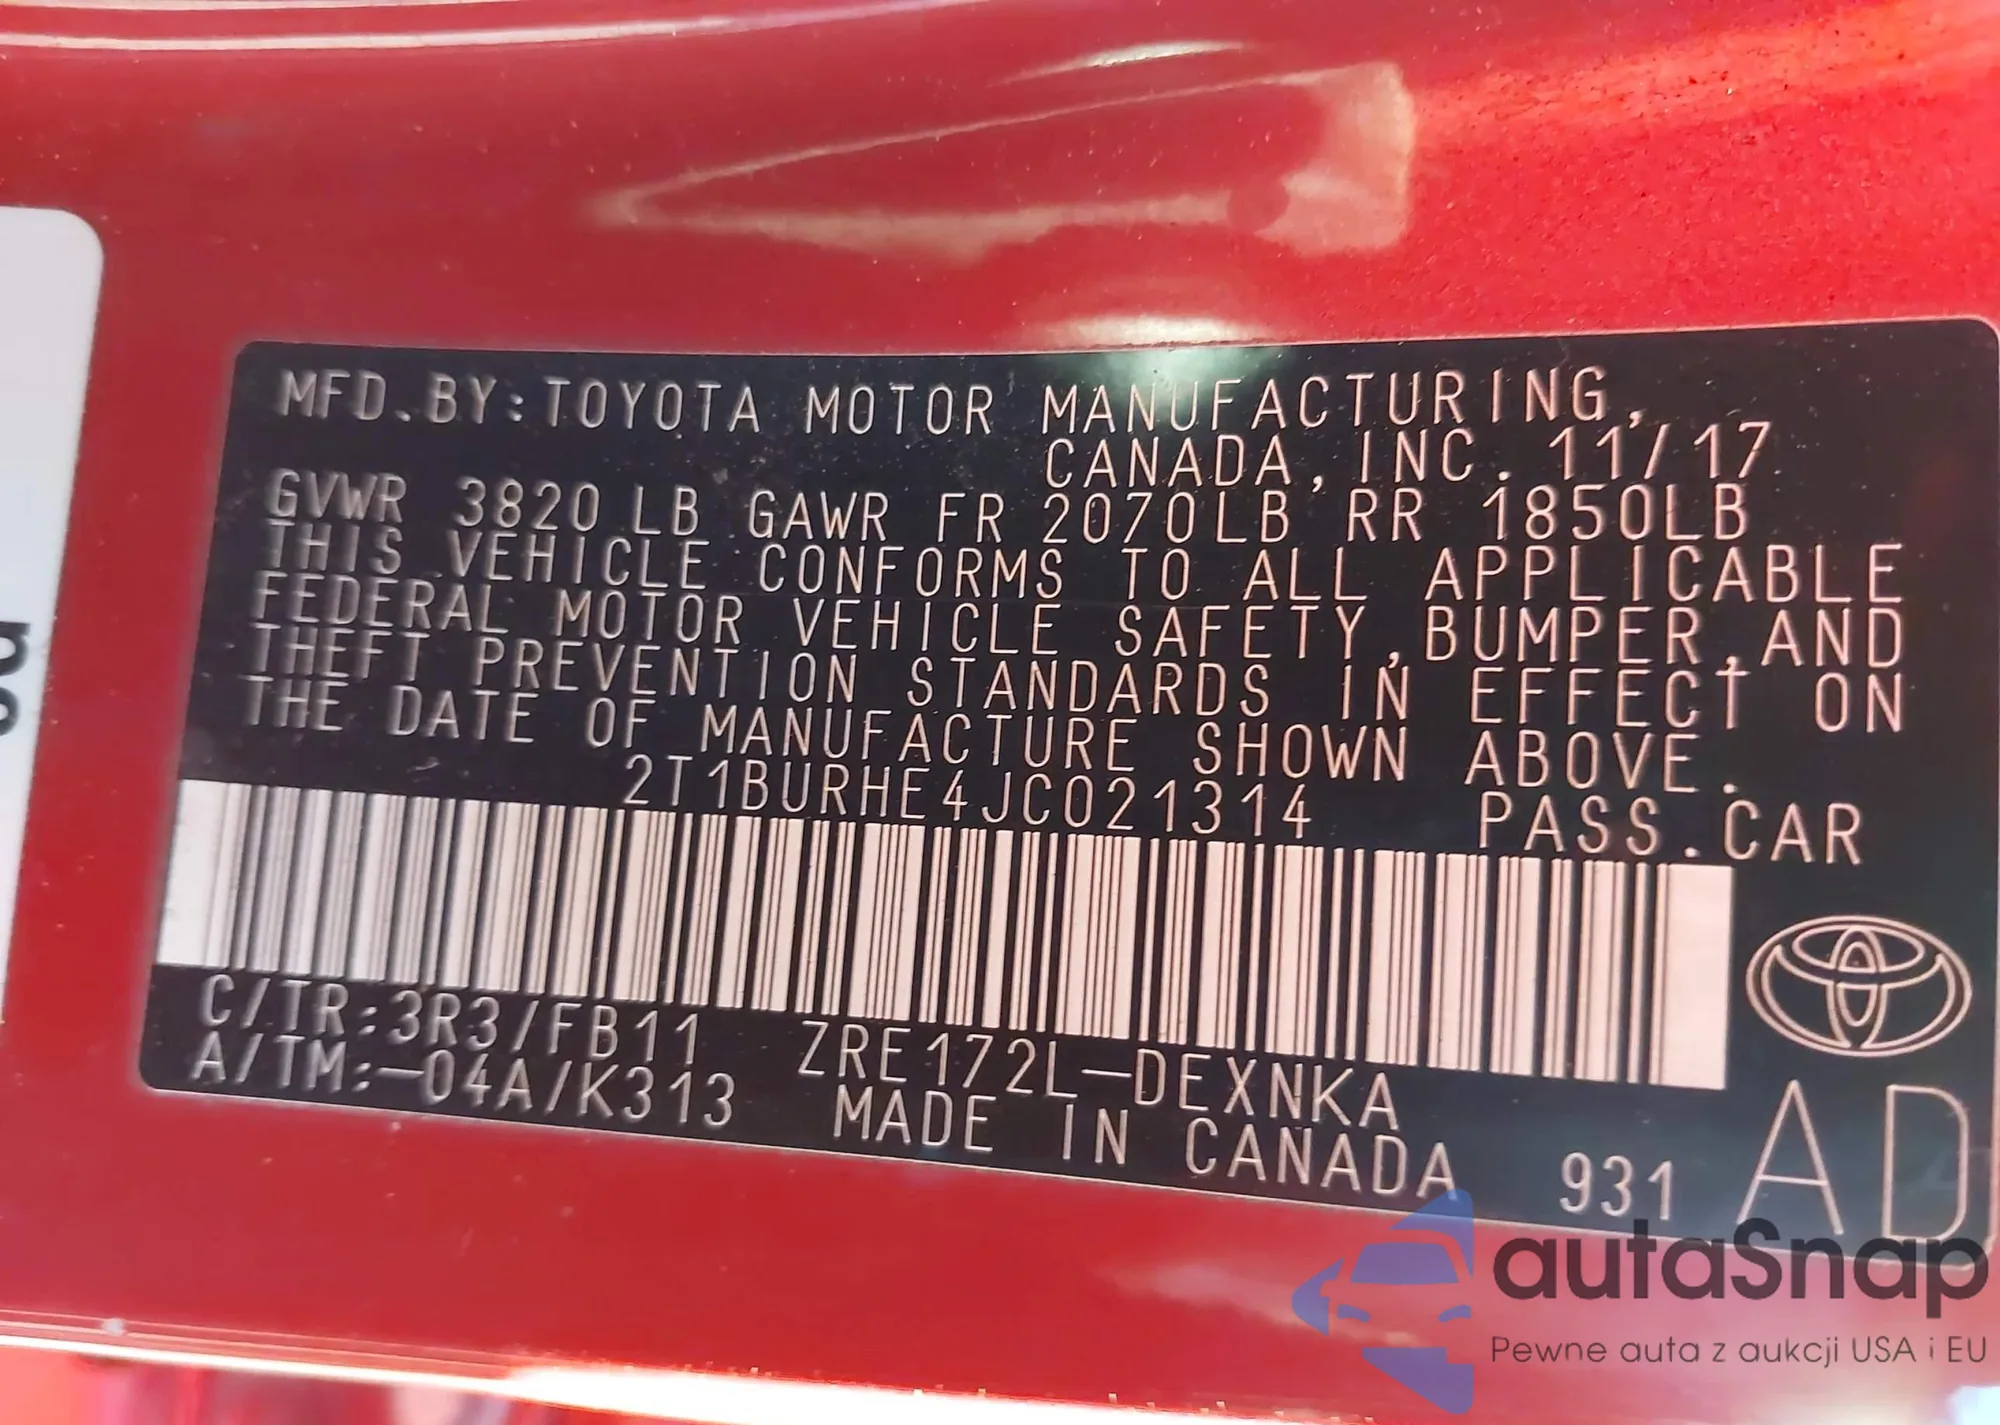 MFD.BY:TOYOTA MOTOR MANUFACTURING,
CANADA,INC. 11/17
GVWR 3820LB GAWR FR 2070LB RR 1850LB
THIS VEHICLE CONFORMS TO ALL APPLICABLE
FEDERAL MOTOR VEHICLE SAFETY,BUMPER,AND
THEFT PREVENTION STANDARDS IN EFFECT ON
THE DATE OF MANUFACTURE SHOWN ABOVE.
2T1BURHE4JC021314 PASS.CAR
C/TR:3R3/FB11 ZRE172L-DEXNKA
A/TM:-04A/K313 MADE IN CANADA 931 AD
autaSnap
Pewne auta z aukcji USA i EU